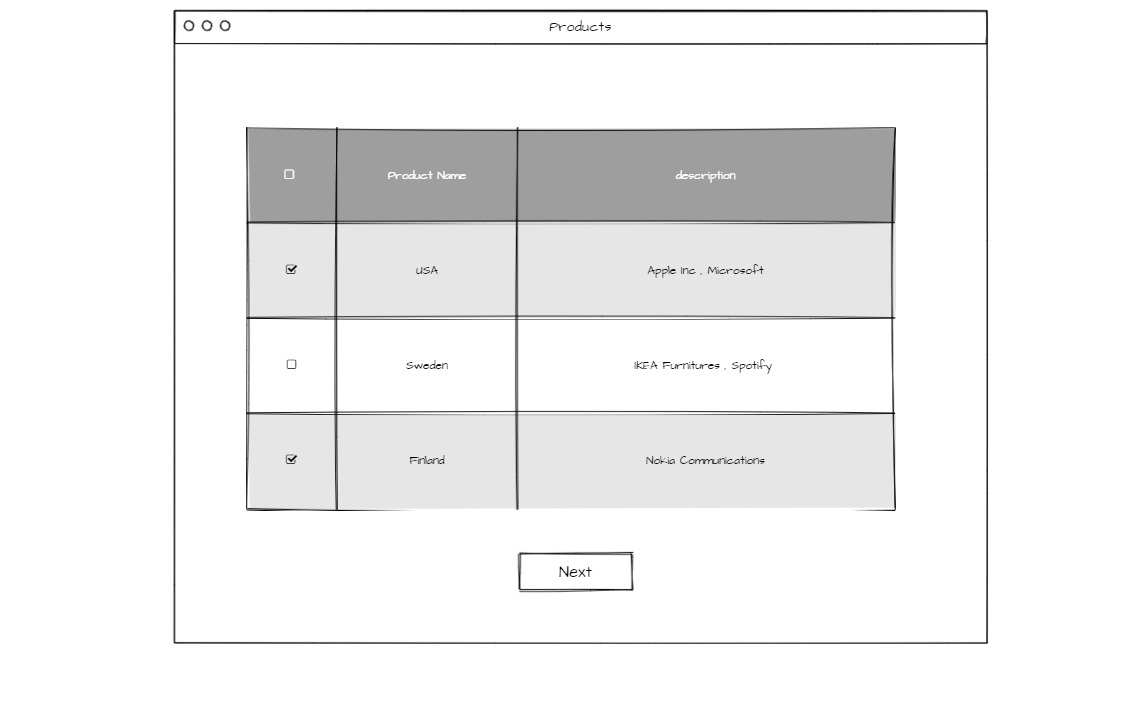 Products
Product Name description
USA Apple Inc , Microsoft
Sweden IKEA Furnitures , Spotify
Finland Nokia Communications
Next